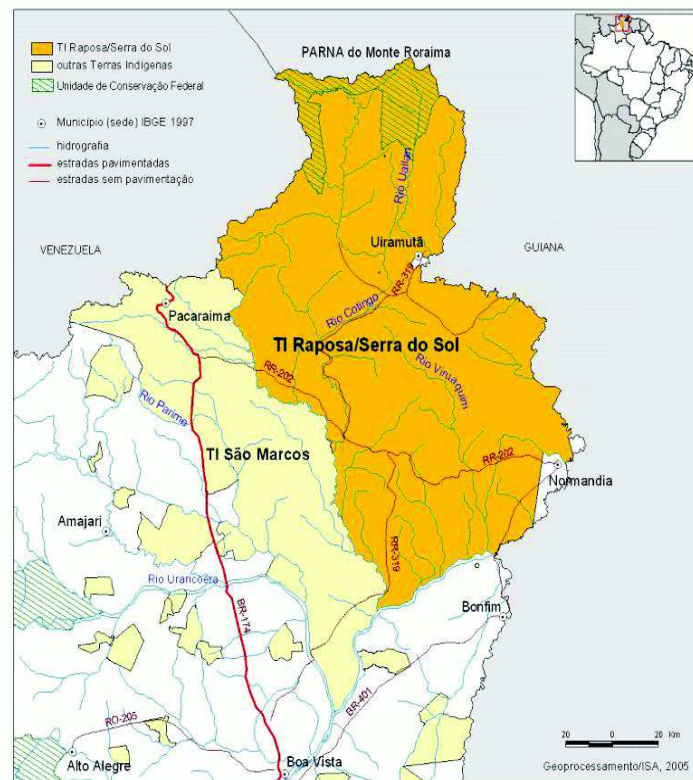 TI Raposa/Serra do Sol
outras Terras Indígenas
Unidade de Conservação Federal
Município (sede) IBGE 1997
hidrografia
estradas pavimentadas
estradas sem pavimentação
PARNA do Monte Roraima
Rio Uailan
VENEZUELA
Uiramutã
GUIANA
RR-319
Pacaraima
Rio Cotingo
TI Raposa/Serra do Sol
RR-202
Rio Viruaquim
Rio Parime
TI São Marcos
RR-202
Normandia
Amajari
RR-319
Rio Uraricoera
Bonfim
BR-174
BR-401
RO-205
Alto Alegre
Boa Vista
20 0 20 Km
Geoprocessamento/ISA, 2005